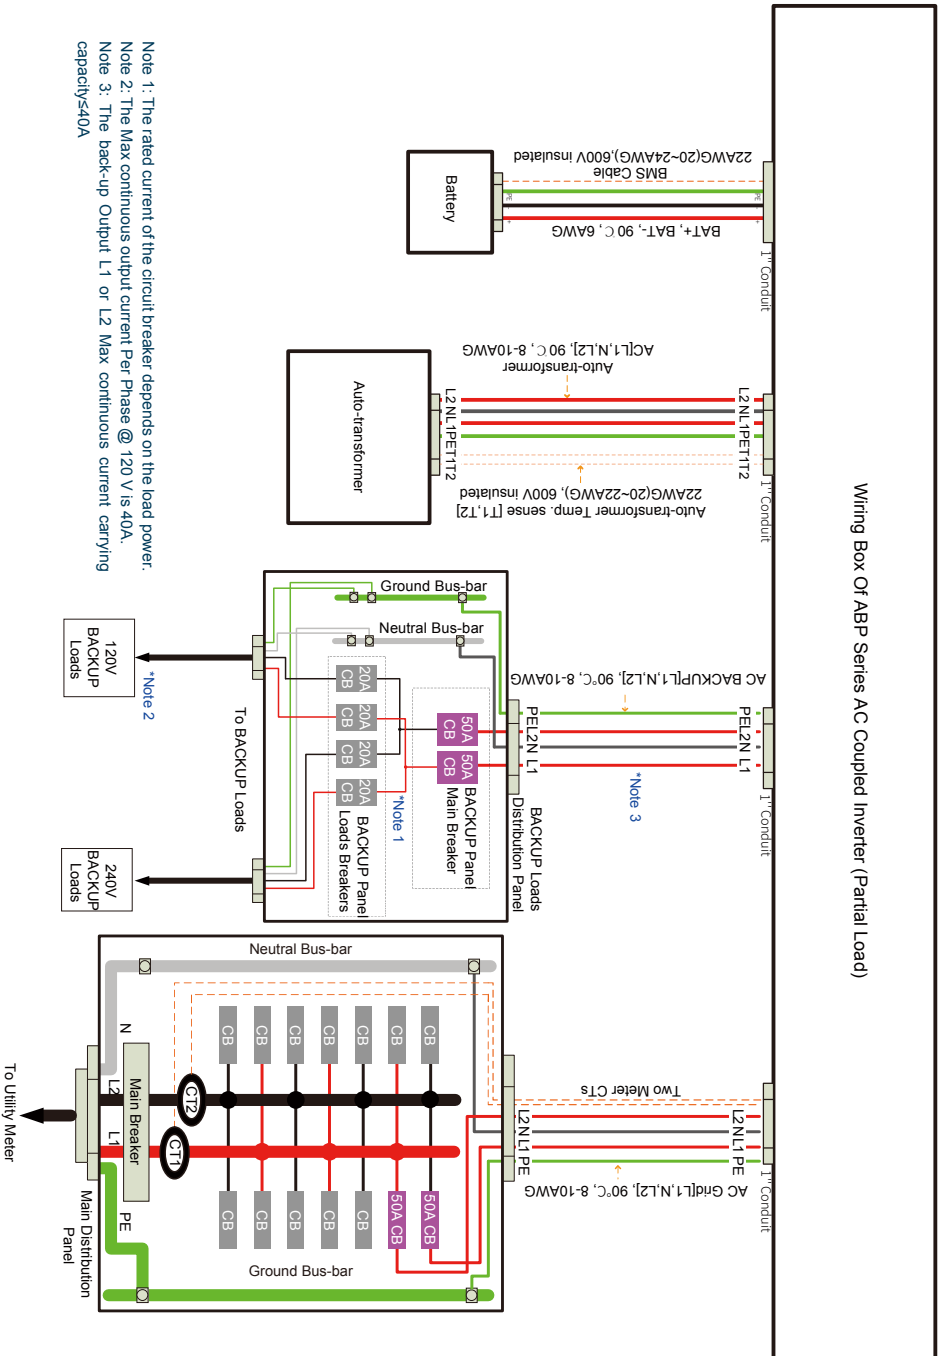 Wiring Box Of ABP Series AC Coupled Inverter (Partial Load)
1" Conduit
1" Conduit
1" Conduit
1" Conduit
22AWG(20~24AWG),600V insulated
BMS Cable
PE
-
+
PE
-
+
BAT+, BAT-, 90℃ 6AWG
Battery
AC[L1,N,L2], 90℃, 8-10AWG
Auto-transformer
L2 N L1 PE T1 T2
L2 N L1 PE T1 T2
22AWG(20~22AWG), 600V insulated
Auto-transformer Temp. sense [T1,T2]
Auto-transformer
AC BACKUP[L1,N,L2], 90°C, 8-10AWG
PE L2 N L1
PE L2 N L1
*Note 3
BACKUP Loads
Distribution Panel
Ground Bus-bar
Neutral Bus-bar
50A CB
50A CB
BACKUP Panel
Main Breaker
20A CB
20A CB
20A CB
20A CB
*Note 1
BACKUP Panel
Loads Breakers
To BACKUP Loads
120V
BACKUP
Loads
*Note 2
240V
BACKUP
Loads
Two Meter CTs
L2 N L1 PE
L2 N L1 PE
AC Grid[L1,N,L2], 90°C, 8-10AWG
Neutral Bus-bar
CB
CB
CB
CB
CB
CB
CB
CB
CB
CB
CB
CB
50A CB
50A CB
CT2
CT1
Ground Bus-bar
N
L2
L1
PE
Main Breaker
Main Distribution
Panel
To Utility Meter
Note 1: The rated current of the circuit breaker depends on the load power.
Note 2: The Max continuous output current Per Phase @ 120 V is 40A.
Note 3: The back-up Output L1 or L2 Max continuous current carrying
capacity≤40A